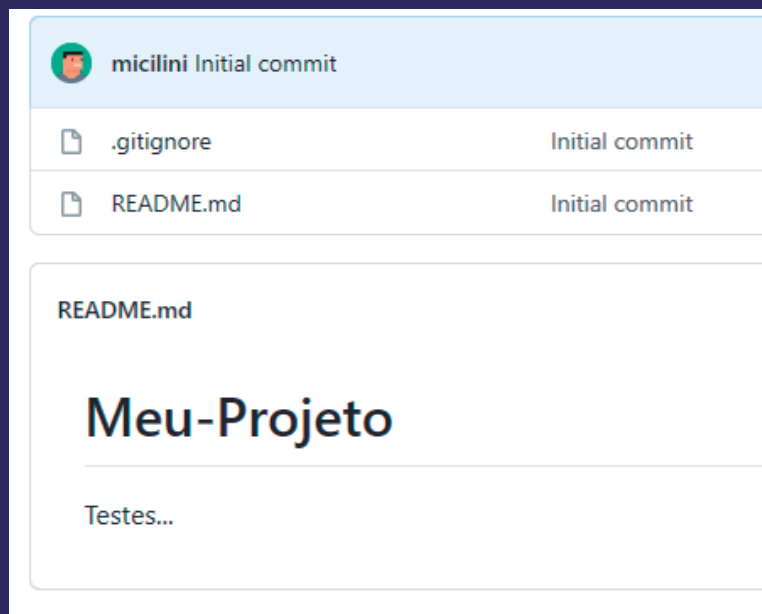 micilini Initial commit
.gitignore Initial commit
README.md Initial commit
README.md
Meu-Projeto
Testes...